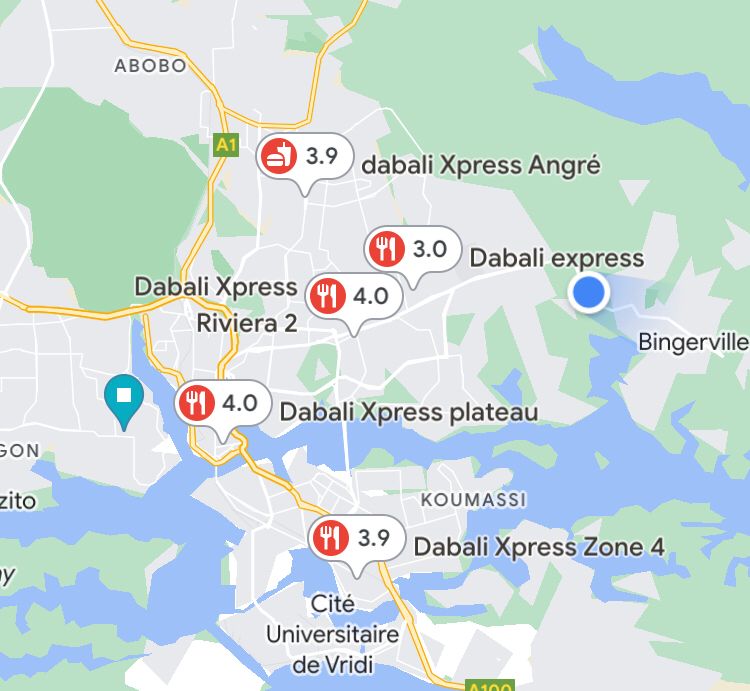 ABOBO
A1
3.9
dabali Xpress Angré
3.0
Dabali express
Dabali Xpress
Riviera 2
4.0
Bingerville
4.0
Dabali Xpress plateau
GON
zito
KOUMASSI
3.9
Dabali Xpress Zone 4
y
Cité
Universitaire
de Vridi
A100